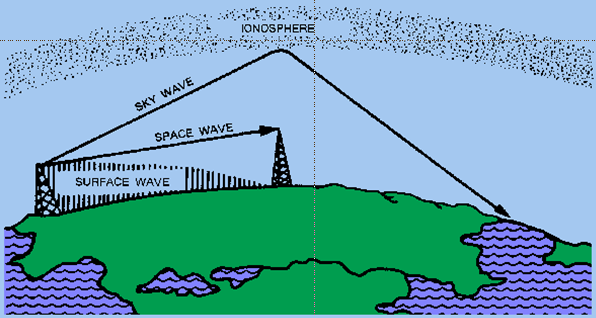 IONOSPHERE
SKY WAVE
SPACE WAVE
SURFACE WAVE